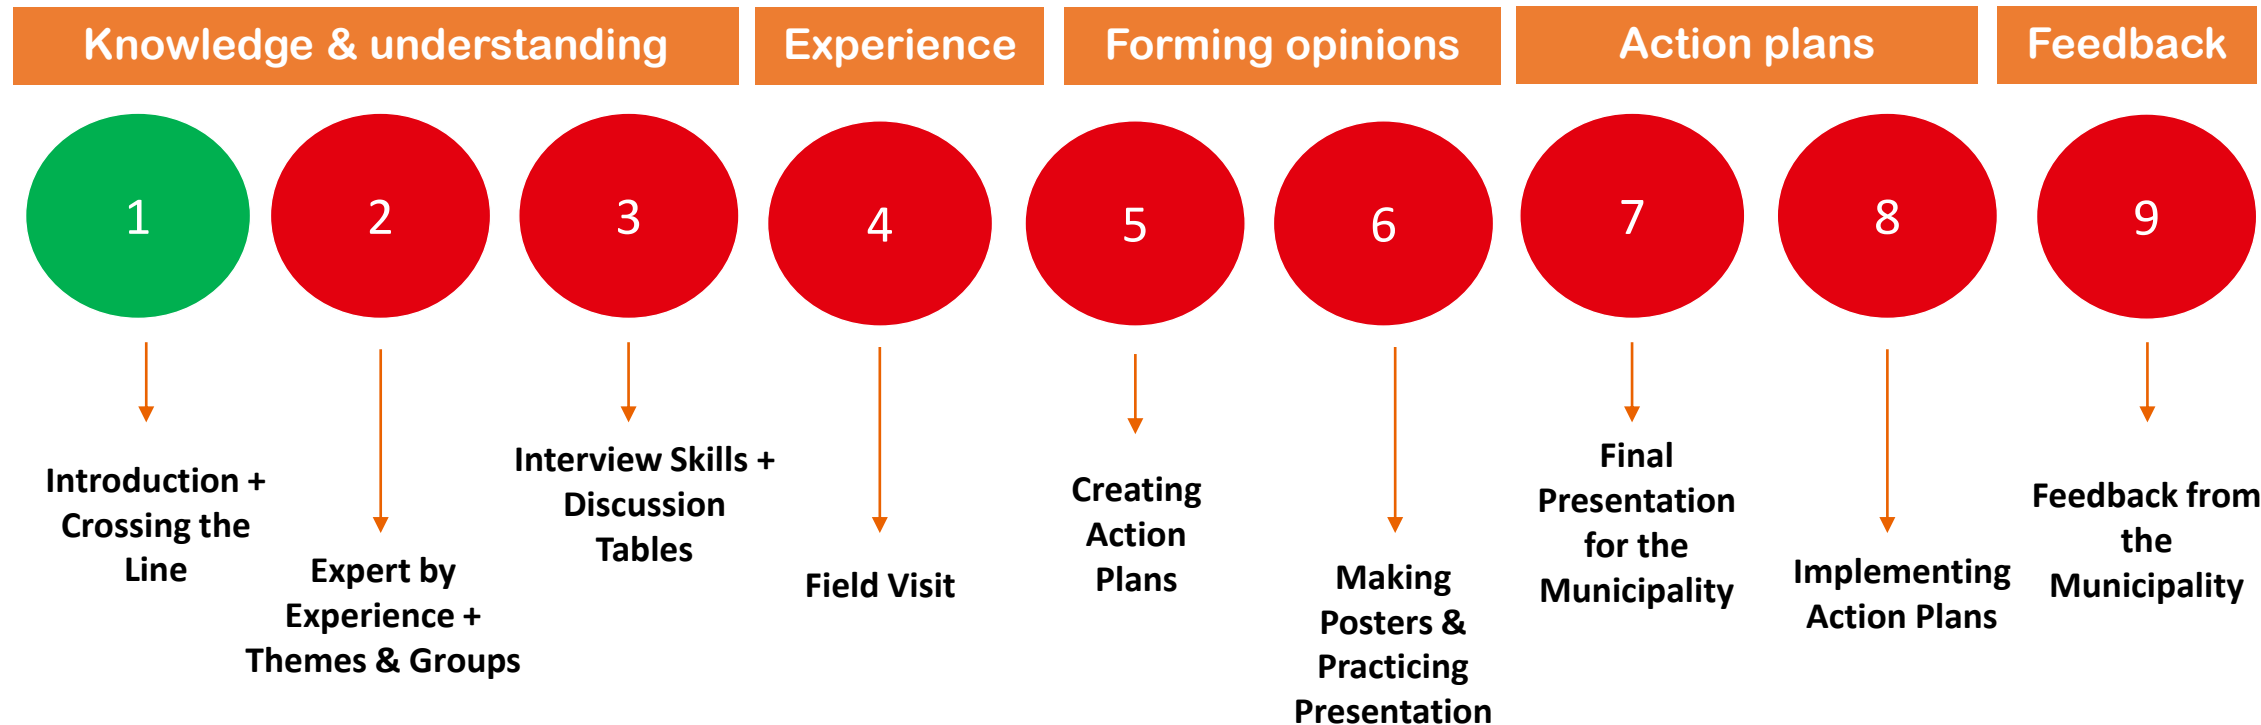 Knowledge & understanding
Experience
Forming opinions
Action plans
Feedback
1
2
3
4
5
6
7
8
9
Introduction +
Crossing the
Line
Expert by
Experience +
Themes & Groups
Interview Skills +
Discussion
Tables
Field Visit
Creating
Action
Plans
Making
Posters &
Practicing
Presentation
Final
Presentation
for the
Municipality
Implementing
Action Plans
Feedback from
the
Municipality